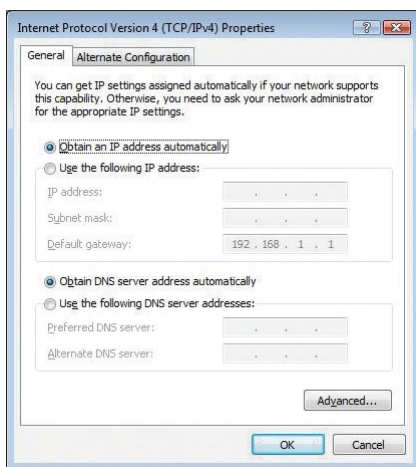 Internet Protocol Version 4 (TCP/IPv4) Properties
General
Alternate Configuration
You can get IP settings assigned automatically if your network supports
this capability. Otherwise, you need to ask your network administrator
for the appropriate IP settings.
Obtain an IP address automatically
Use the following IP address:
IP address:
Subnet mask:
Default gateway: 192 . 168 . 1 . 1
Obtain DNS server address automatically
Use the following DNS server addresses:
Preferred DNS server:
Alternate DNS server:
Advanced...
OK
Cancel